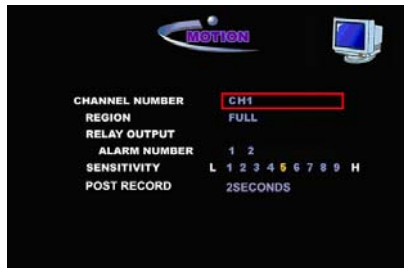 MOTION
CHANNEL NUMBER CH1
REGION FULL
RELAY OUTPUT
ALARM NUMBER 1 2
SENSITIVITY L 1 2 3 4 5 6 7 8 9 H
POST RECORD 2SECONDS